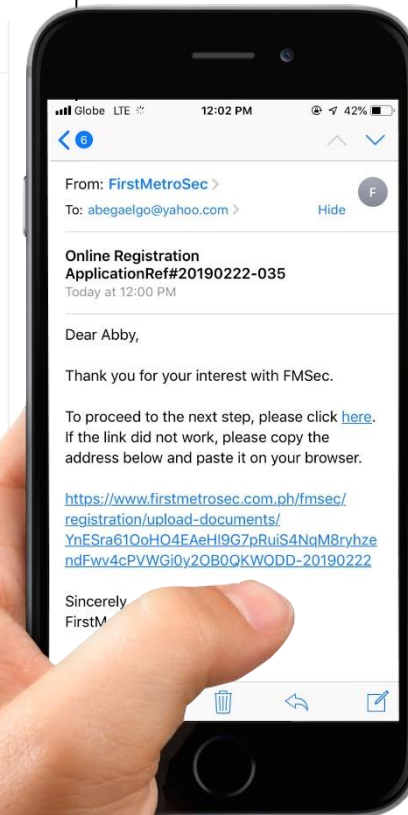 Globe LTE 12:02 PM 42%
6
From: FirstMetroSec
F
To: abegaelgo@yahoo.com Hide
Online Registration
ApplicationRef#20190222-035
Today at 12:00 PM
Dear Abby,
Thank you for your interest with FMSec.
To proceed to the next step, please click here.
If the link did not work, please copy the
address below and paste it on your browser.
https://www.firstmetrosec.com.ph/fmsec/
registration/upload-documents/
YnESra61OoHO4EAeHI9G7pRuiS4NqM8ryhze
ndFwv4cPVWGi0y2OB0QKWODD-20190222
Sincerely